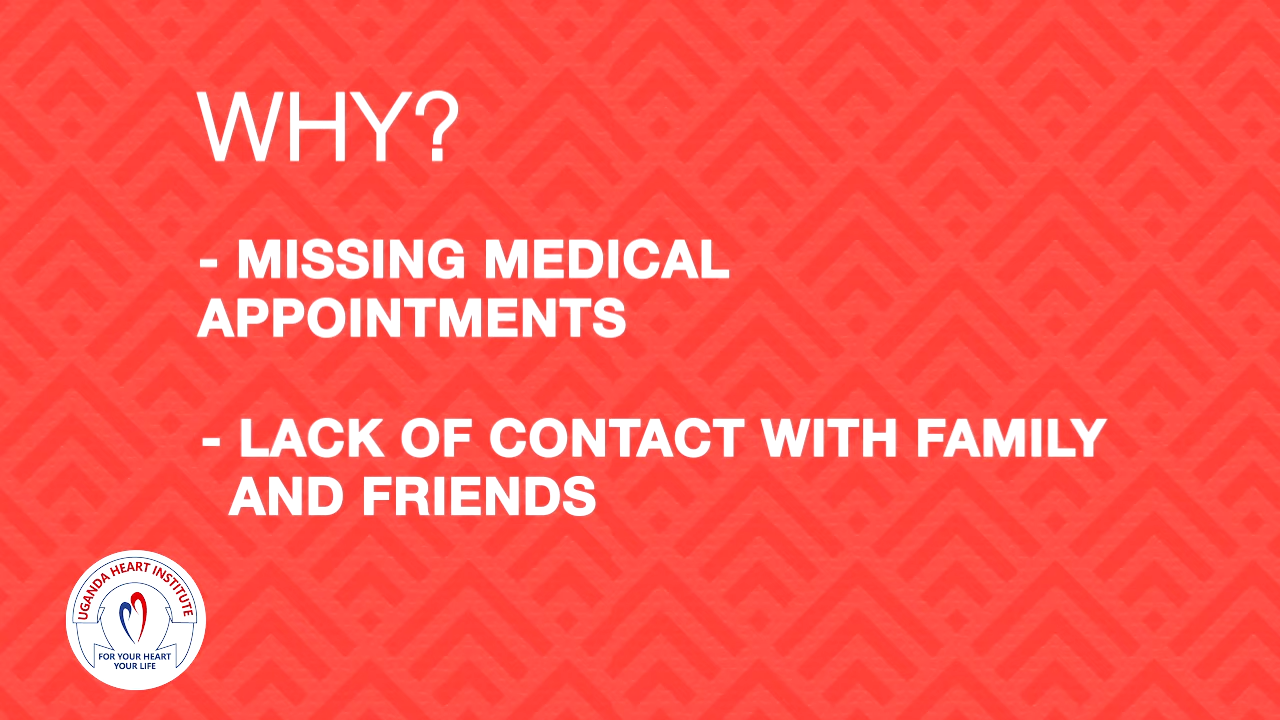 WHY?
- MISSING MEDICAL
APPOINTMENTS
- LACK OF CONTACT WITH FAMILY
AND FRIENDS
UGANDA HEART INSTITUTE
FOR YOUR HEART
YOUR LIFE